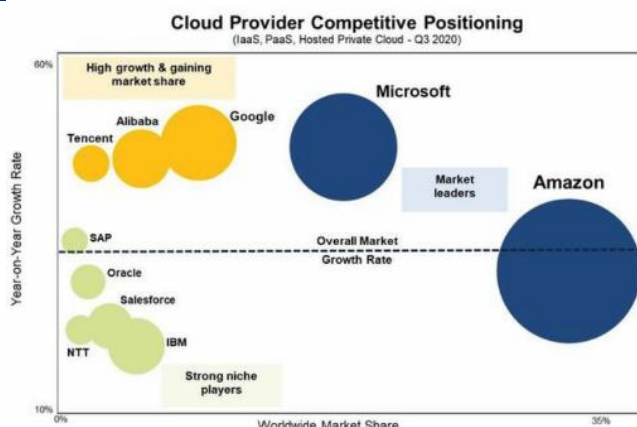 Cloud Provider Competitive Positioning
(IaaS, PaaS, Hosted Private Cloud - Q3 2020)
60%
High growth & gaining
market share
Microsoft
Google
Alibaba
Tencent
Market
leaders
Amazon
Year-on-Year Growth Rate
SAP
Overall Market
Growth Rate
Oracle
Salesforce
NTT
IBM
Strong niche
players
10%
0%
Worldwide Market Share
35%